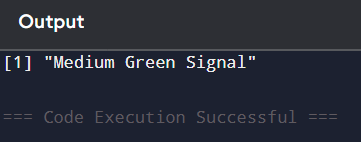 Output
[1] "Medium Green Signal"
=== Code Execution Successful ===